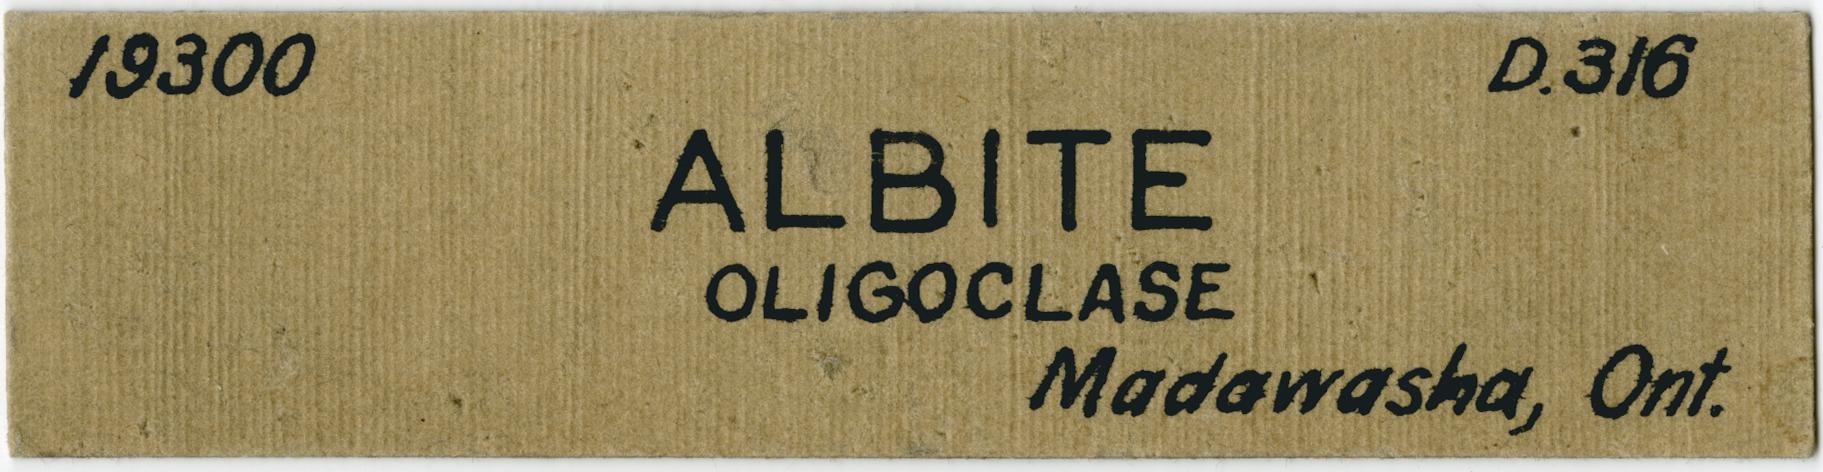 19300 D.316
ALBITE
OLIGOCLASE
Madawasha, Ont.